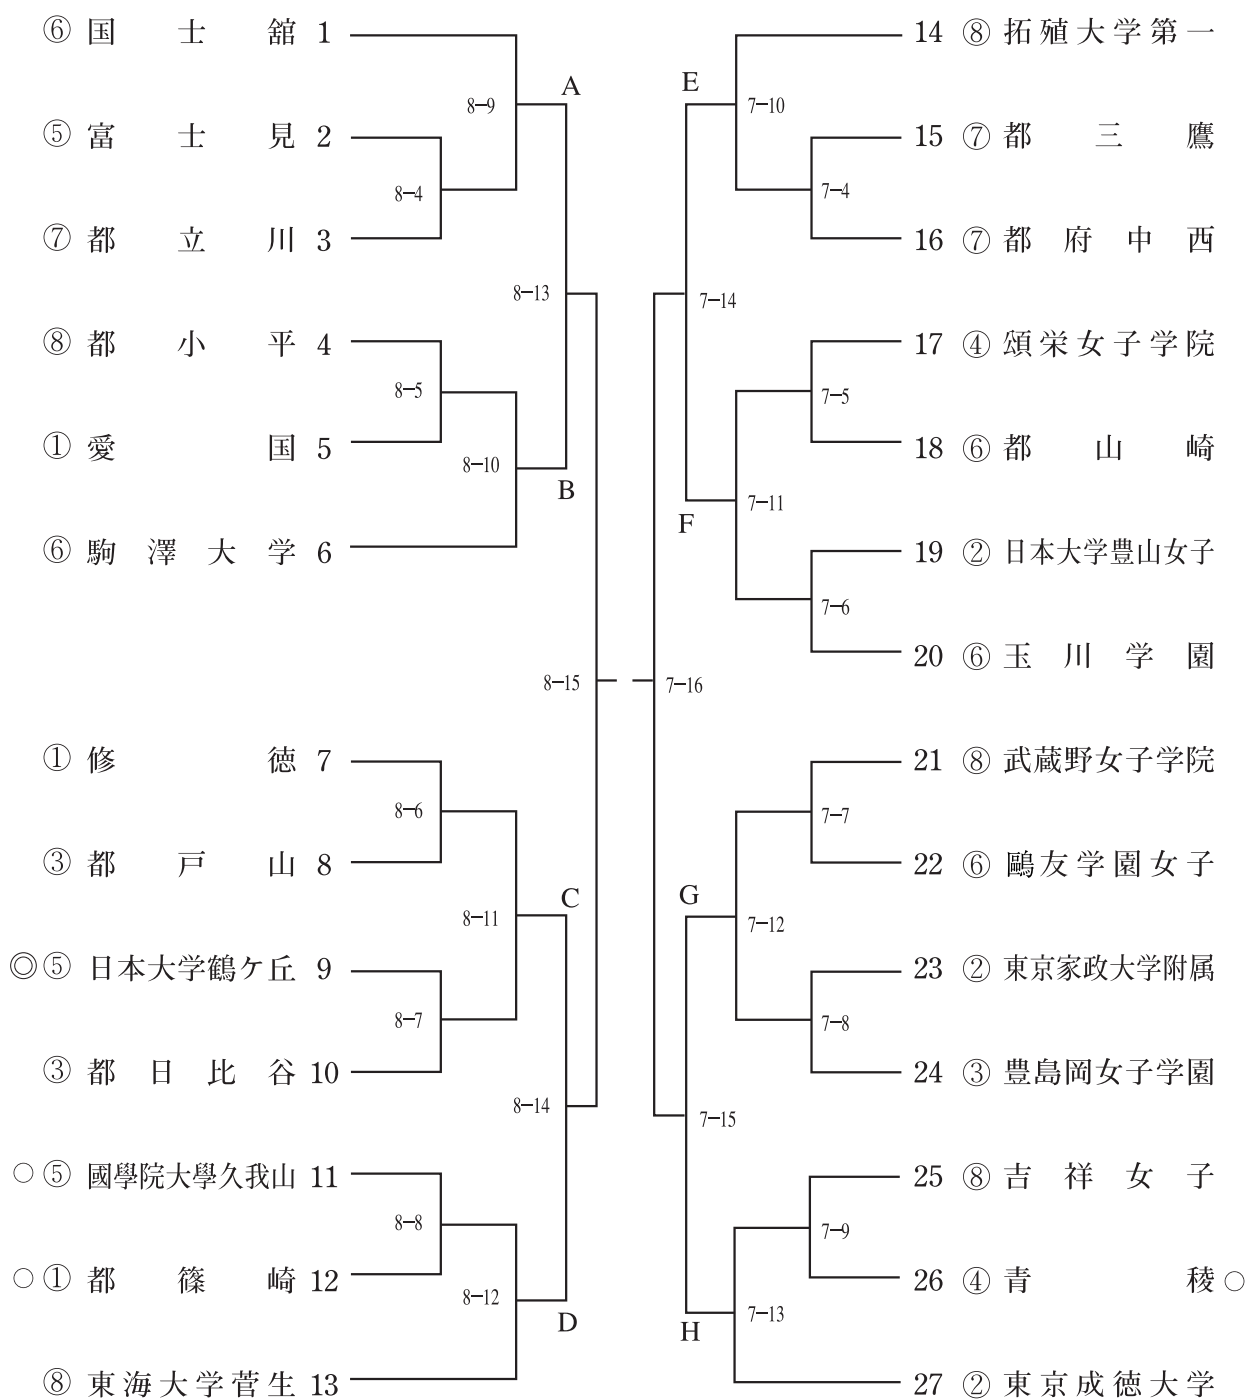 ⑥ 国士舘 1
A
8-9
⑤ 富士見 2
8-4
⑦ 都立川 3
8-13
⑧ 都小平 4
8-5
① 愛国 5
8-10
B
⑥ 駒澤大学 6
8-15
① 修徳 7
8-6
③ 都戸山 8
C
8-11
◎ ⑤ 日本大学鶴ケ丘 9
8-7
③ 都日比谷 10
8-14
○ ⑤ 國學院大學久我山 11
8-8
○ ① 都篠崎 12
8-12
D
⑧ 東海大学菅生 13
14 ⑧ 拓殖大学第一
E
7-10
15 ⑦ 都三鷹
7-4
16 ⑦ 都府中西
7-14
17 ④ 頌栄女子学院
7-5
18 ⑥ 都山崎
7-11
F
19 ② 日本大学豊山女子
7-6
20 ⑥ 玉川学園
7-16
21 ⑧ 武蔵野女子学院
7-7
22 ⑥ 鷗友学園女子
G
7-12
23 ② 東京家政大学附属
7-8
24 ③ 豊島岡女子学園
7-15
25 ⑧ 吉祥女子
7-9
26 ④ 青稜 ○
7-13
H
27 ② 東京成徳大学